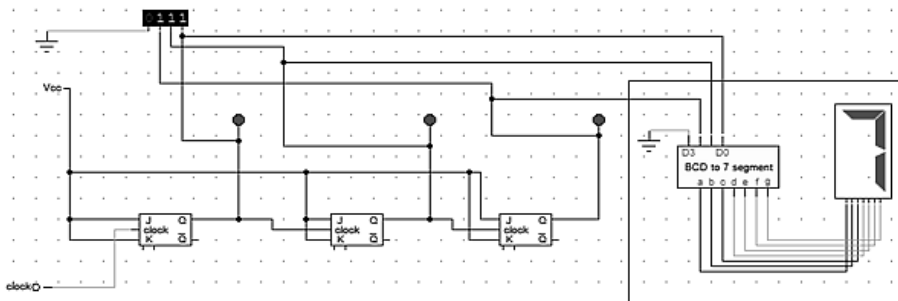 0111
Vcc
D3 D0
BCD to 7 segment
a b c d e f g
J Q
clock
K Q|
J Q
clock
K Q|
J Q
clock
K Q|
clock